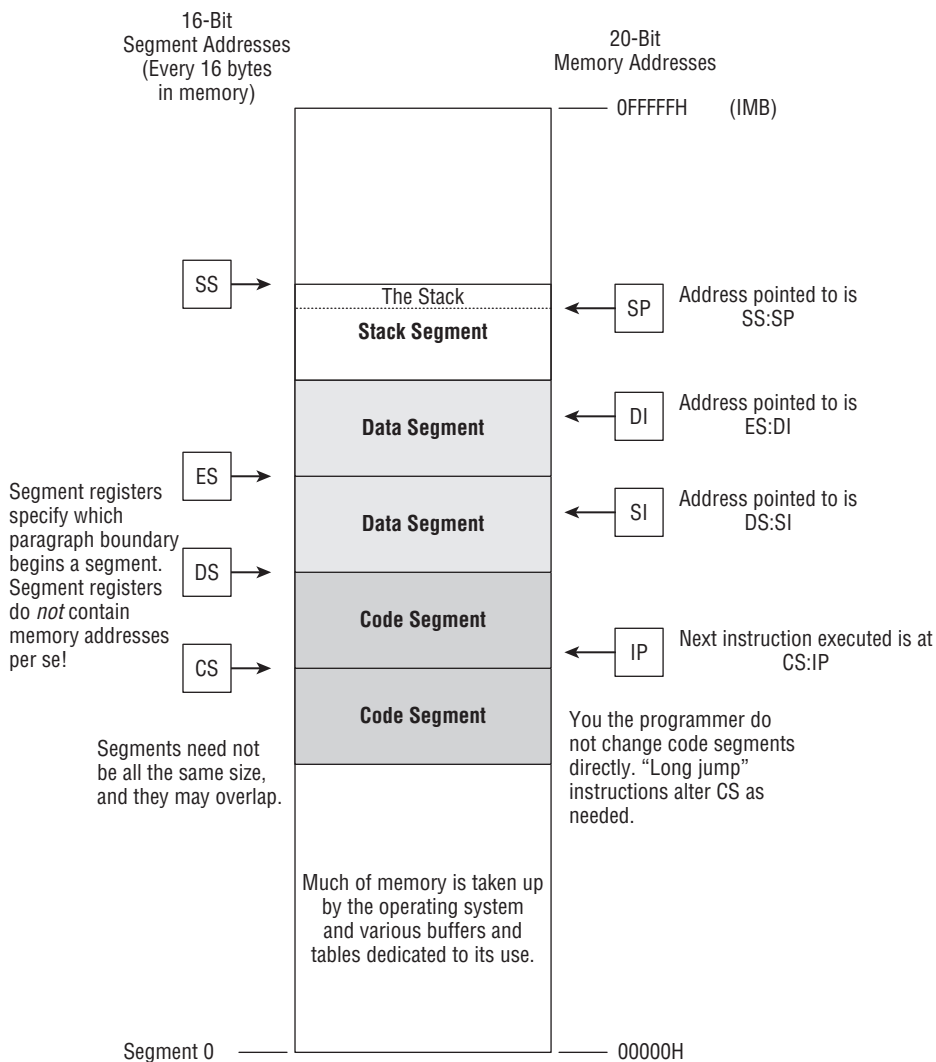 16-Bit
Segment Addresses
(Every 16 bytes
in memory)
20-Bit
Memory Addresses
0FFFFFH (IMB)
SS
The Stack
SP
Address pointed to is
SS:SP
Stack Segment
Data Segment
DI
Address pointed to is
ES:DI
ES
Segment registers
specify which
paragraph boundary
begins a segment.
Segment registers
do not contain
memory addresses
per se!
Data Segment
SI
Address pointed to is
DS:SI
DS
Code Segment
IP
Next instruction executed is at
CS:IP
CS
Code Segment
Segments need not
be all the same size,
and they may overlap.
You the programmer do
not change code segments
directly. “Long jump”
instructions alter CS as
needed.
Much of memory is taken up
by the operating system
and various buffers and
tables dedicated to its use.
Segment 0
00000H